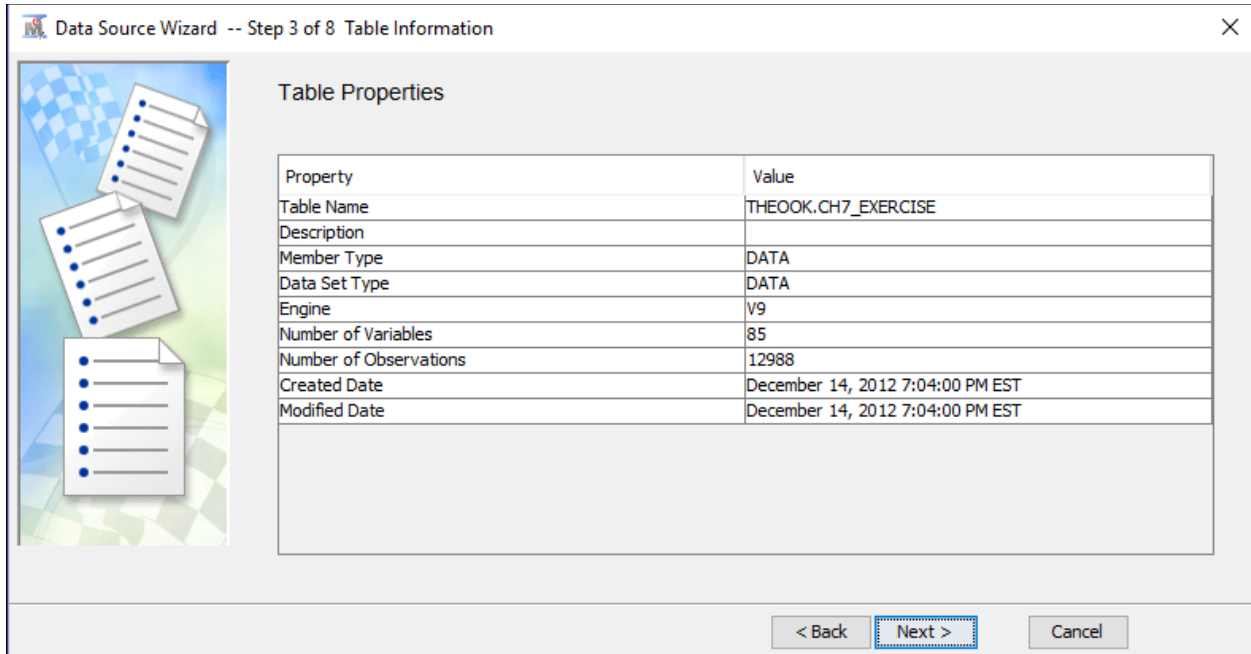 Data Source Wizard -- Step 3 of 8 Table Information
Table Properties
Property Value
Table Name THEOOK.CH7_EXERCISE
Description
Member Type DATA
Data Set Type DATA
Engine V9
Number of Variables 85
Number of Observations 12988
Created Date December 14, 2012 7:04:00 PM EST
Modified Date December 14, 2012 7:04:00 PM EST
< Back Next > Cancel